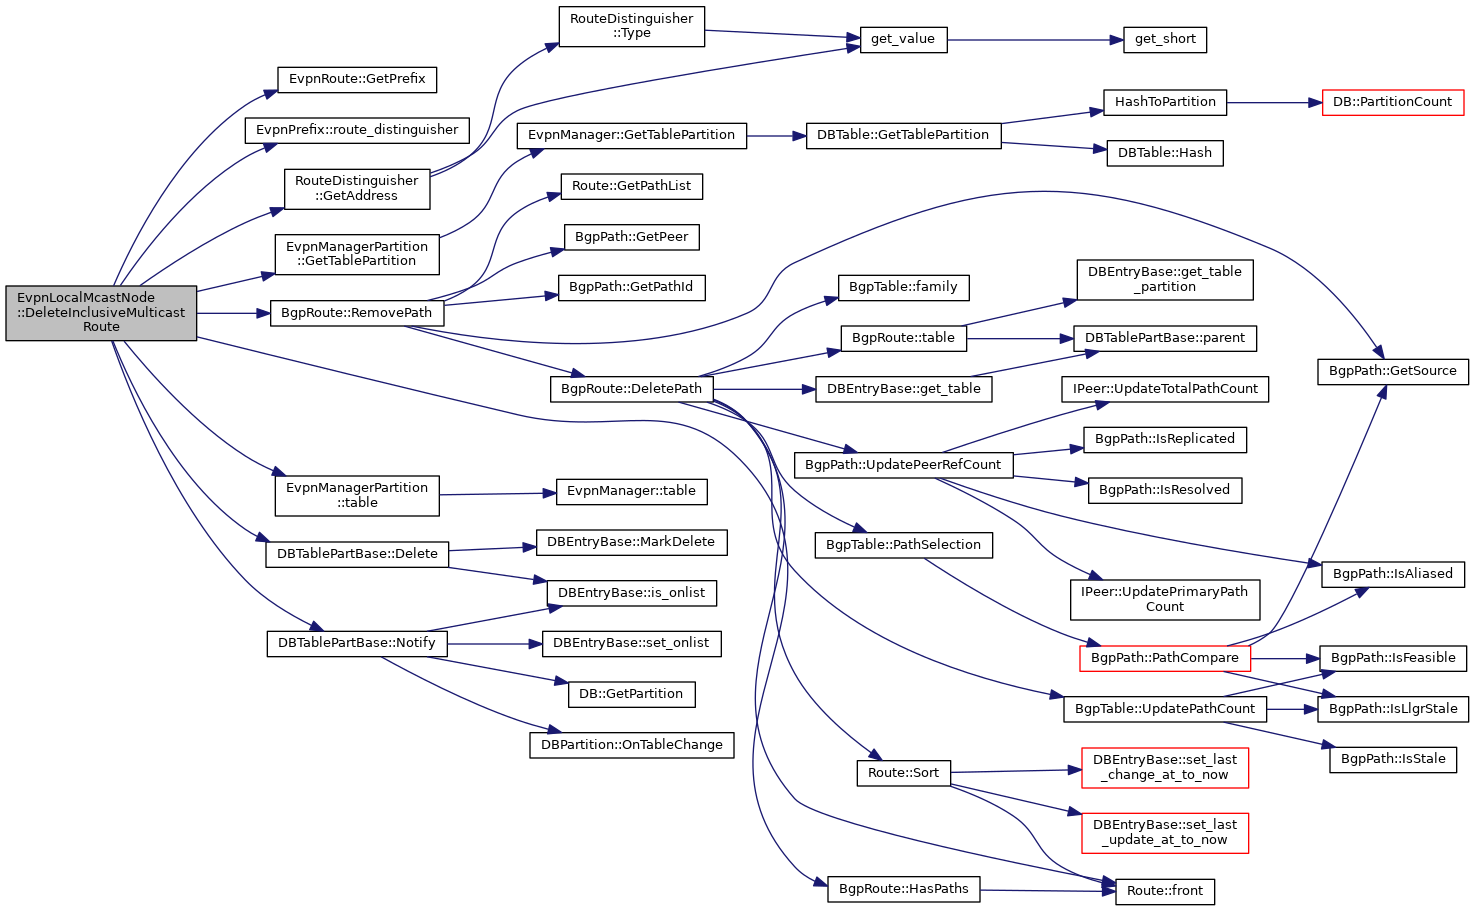 EvpnLocalMcastNode
::DeleteInclusiveMulticast
Route
EvpnRoute::GetPrefix
EvpnPrefix::route_distinguisher
RouteDistinguisher
::GetAddress
EvpnManagerPartition
::GetTablePartition
BgpRoute::RemovePath
EvpnManagerPartition
::table
DBTablePartBase::Delete
DBTablePartBase::Notify
RouteDistinguisher
::Type
EvpnManager::GetTablePartition
Route::GetPathList
BgpPath::GetPeer
BgpPath::GetPathId
BgpRoute::DeletePath
EvpnManager::table
DBEntryBase::MarkDelete
DBEntryBase::is_onlist
DBEntryBase::set_onlist
DB::GetPartition
DBPartition::OnTableChange
get_value
DBTable::GetTablePartition
BgpTable::family
BgpRoute::table
DBEntryBase::get_table
BgpPath::UpdatePeerRefCount
BgpTable::PathSelection
Route::Sort
BgpRoute::HasPaths
get_short
HashToPartition
DBTable::Hash
DBEntryBase::get_table
_partition
DBTablePartBase::parent
IPeer::UpdateTotalPathCount
BgpPath::IsReplicated
BgpPath::IsResolved
IPeer::UpdatePrimaryPath
Count
BgpPath::PathCompare
BgpTable::UpdatePathCount
DBEntryBase::set_last
_change_at_to_now
DBEntryBase::set_last
_update_at_to_now
Route::front
DB::PartitionCount
BgpPath::GetSource
BgpPath::IsAliased
BgpPath::IsFeasible
BgpPath::IsLlgrStale
BgpPath::IsStale